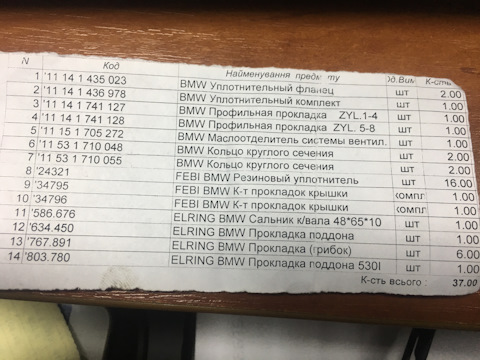 N Код Найменування предмету Од.Вим К-сть
1 '11 14 1 435 023 BMW Уплотнительный фланец шт 2.00
2 '11 14 1 436 978 BMW Уплотнительный комплект шт 1.00
3 '11 14 1 741 127 BMW Профильная прокладка ZYL.1-4 шт 1.00
4 '11 14 1 741 128 BMW Профильная прокладка ZYL. 5-8 шт 1.00
5 '11 15 1 705 272 BMW Маслоотделитель системы вентил. шт 1.00
6 '11 53 1 710 048 BMW Кольцо круглого сечения шт 2.00
7 '11 53 1 710 055 BMW Кольцо круглого сечения шт 2.00
8 '24321 FEBI BMW Резиновый уплотнитель шт 16.00
9 '34795 FEBI BMW К-т прокладок крышки компл 1.00
10 '34796 FEBI BMW К-т прокладок крышки компл 1.00
11 '586.676 ELRING BMW Сальник к/вала 48*65*10 шт 1.00
12 '634.450 ELRING BMW Прокладка поддона шт 1.00
13 '767.891 ELRING BMW Прокладка (грибок) шт 6.00
14 '803.780 ELRING BMW Прокладка поддона 530I шт 1.00
К-сть всього : 37.00